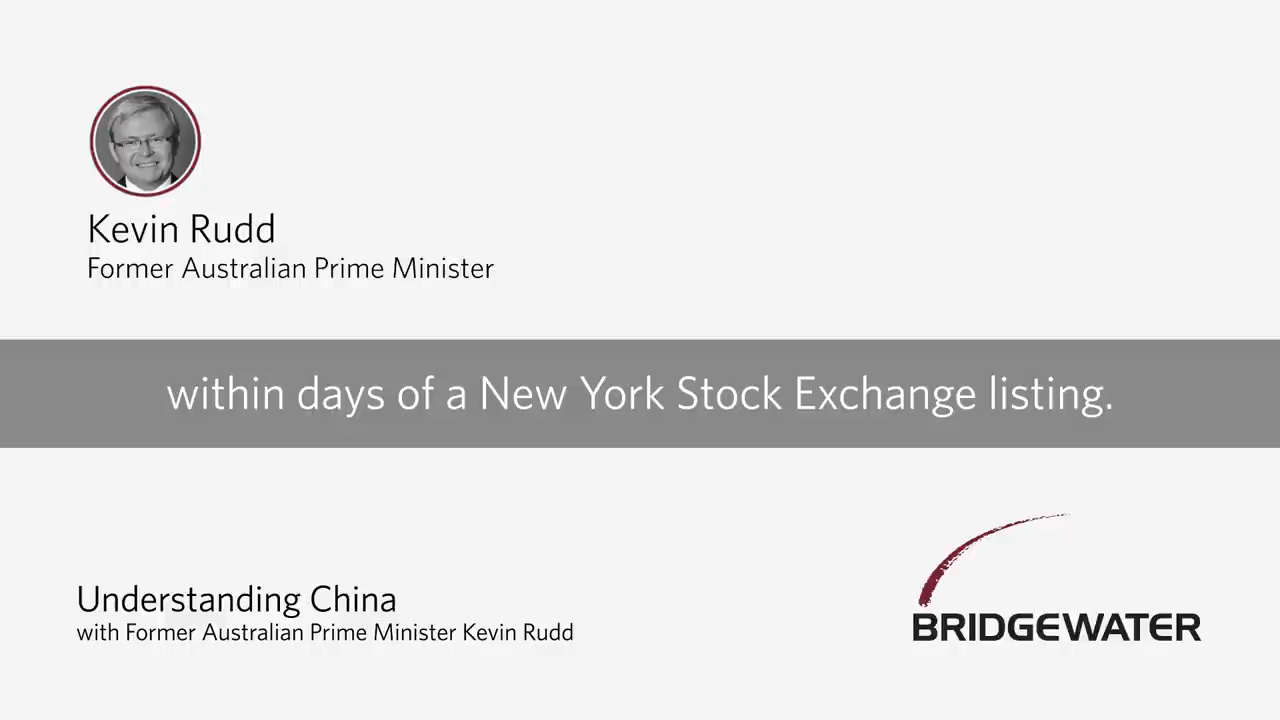 Kevin Rudd
Former Australian Prime Minister
within days of a New York Stock Exchange listing.
Understanding China
with Former Australian Prime Minister Kevin Rudd
BRIDGEWATER